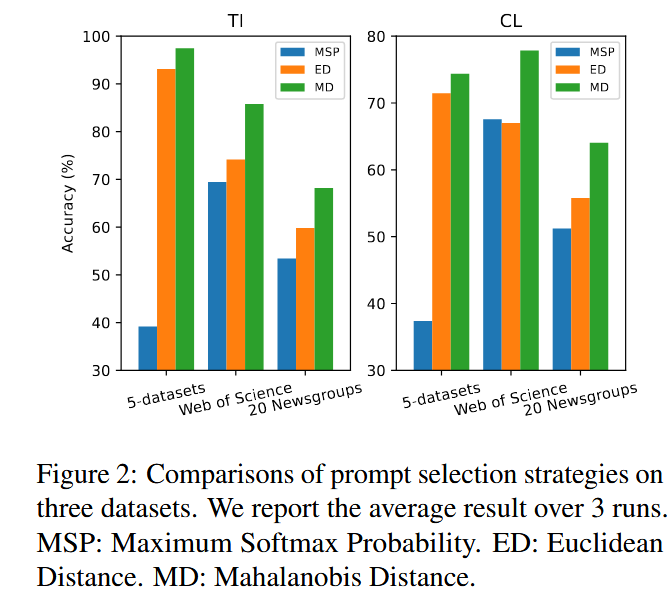 TI
100
90
80
70
60
50
40
30
Accuracy (%)
MSP
ED
MD
5-datasets
Web of Science
20 Newsgroups
CL
80
70
60
50
40
30
MSP
ED
MD
5-datasets
Web of Science
20 Newsgroups
Figure 2: Comparisons of prompt selection strategies on
three datasets. We report the average result over 3 runs.
MSP: Maximum Softmax Probability. ED: Euclidean
Distance. MD: Mahalanobis Distance.